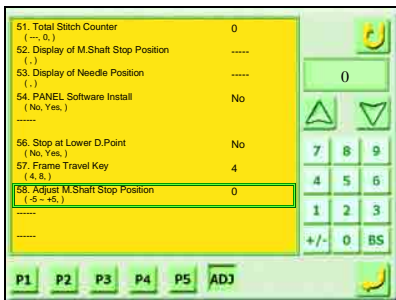 51. Total Stitch Counter 0
( ---, 0, )
52. Display of M.Shaft Stop Position -----
( , )
53. Display of Needle Position -----
( , )
54. PANEL Software Install No
( No, Yes, )
------
56. Stop at Lower D.Point No
( No, Yes, )
57. Frame Travel Key 4
( 4, 8, )
58. Adjust M.Shaft Stop Position 0
( -5 ~ +5, )
------
------
0
7 8 9
4 5 6
1 2 3
+/- 0 BS
P1 P2 P3 P4 P5 ADJ